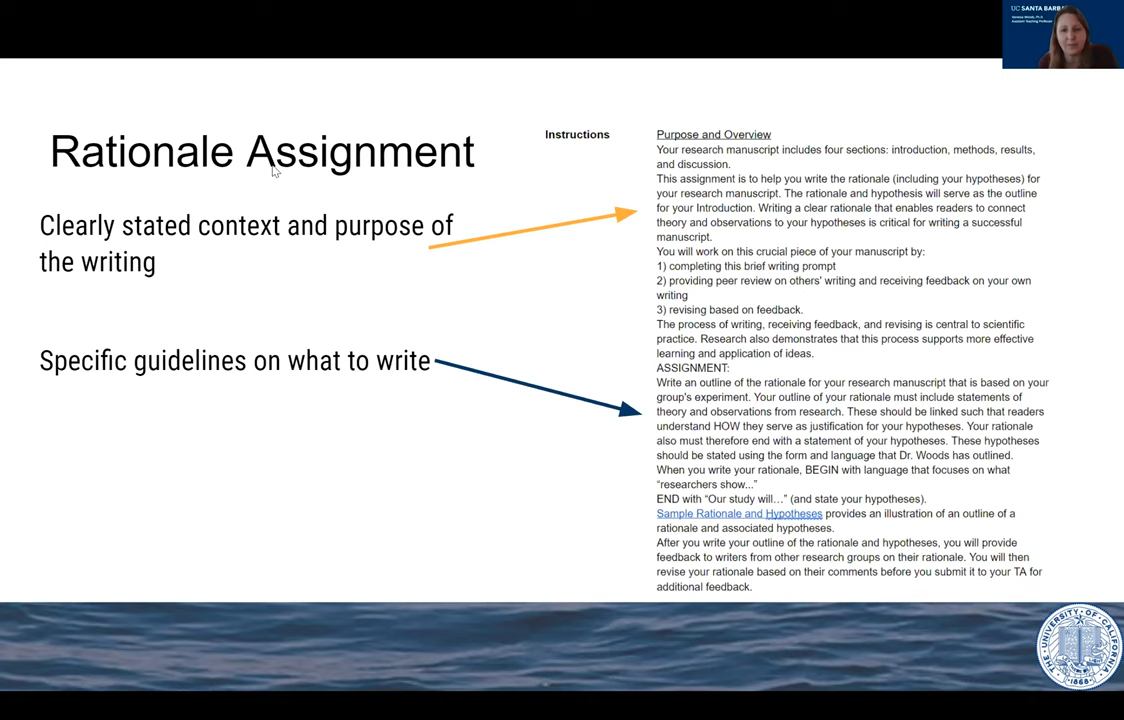 UC SANTA BARB
Vanessa Woods, Ph.D.
Assistant Teaching Professor
Rationale Assignment
Clearly stated context and purpose of
the writing
Specific guidelines on what to write
Instructions
Purpose and Overview
Your research manuscript includes four sections: introduction, methods, results,
and discussion.
This assignment is to help you write the rationale (including your hypotheses) for
your research manuscript. The rationale and hypothesis will serve as the outline
for your Introduction. Writing a clear rationale that enables readers to connect
theory and observations to your hypotheses is critical for writing a successful
manuscript.
You will work on this crucial piece of your manuscript by:
1) completing this brief writing prompt
2) providing peer review on others' writing and receiving feedback on your own
writing
3) revising based on feedback.
The process of writing, receiving feedback, and revising is central to scientific
practice. Research also demonstrates that this process supports more effective
learning and application of ideas.
ASSIGNMENT:
Write an outline of the rationale for your research manuscript that is based on your
group's experiment. Your outline of your rationale must include statements of
theory and observations from research. These should be linked such that readers
understand HOW they serve as justification for your hypotheses. Your rationale
also must therefore end with a statement of your hypotheses. These hypotheses
should be stated using the form and language that Dr. Woods has outlined.
When you write your rationale, BEGIN with language that focuses on what
“researchers show...”
END with “Our study will…” (and state your hypotheses).
Sample Rationale and Hypotheses provides an illustration of an outline of a
rationale and associated hypotheses.
After you write your outline of the rationale and hypotheses, you will provide
feedback to writers from other research groups on their rationale. You will then
revise your rationale based on their comments before you submit it to your TA for
additional feedback.
THE UNIVERSITY OF CALIFORNIA
1868